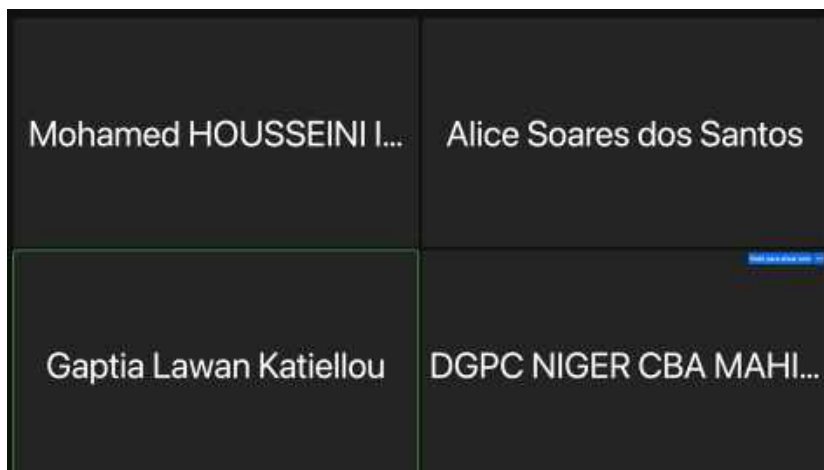 Mohamed HOUSSEINI I...
Alice Soares dos Santos
Gaptia Lawan Katiellou
DGPC NIGER CBA MAHI...